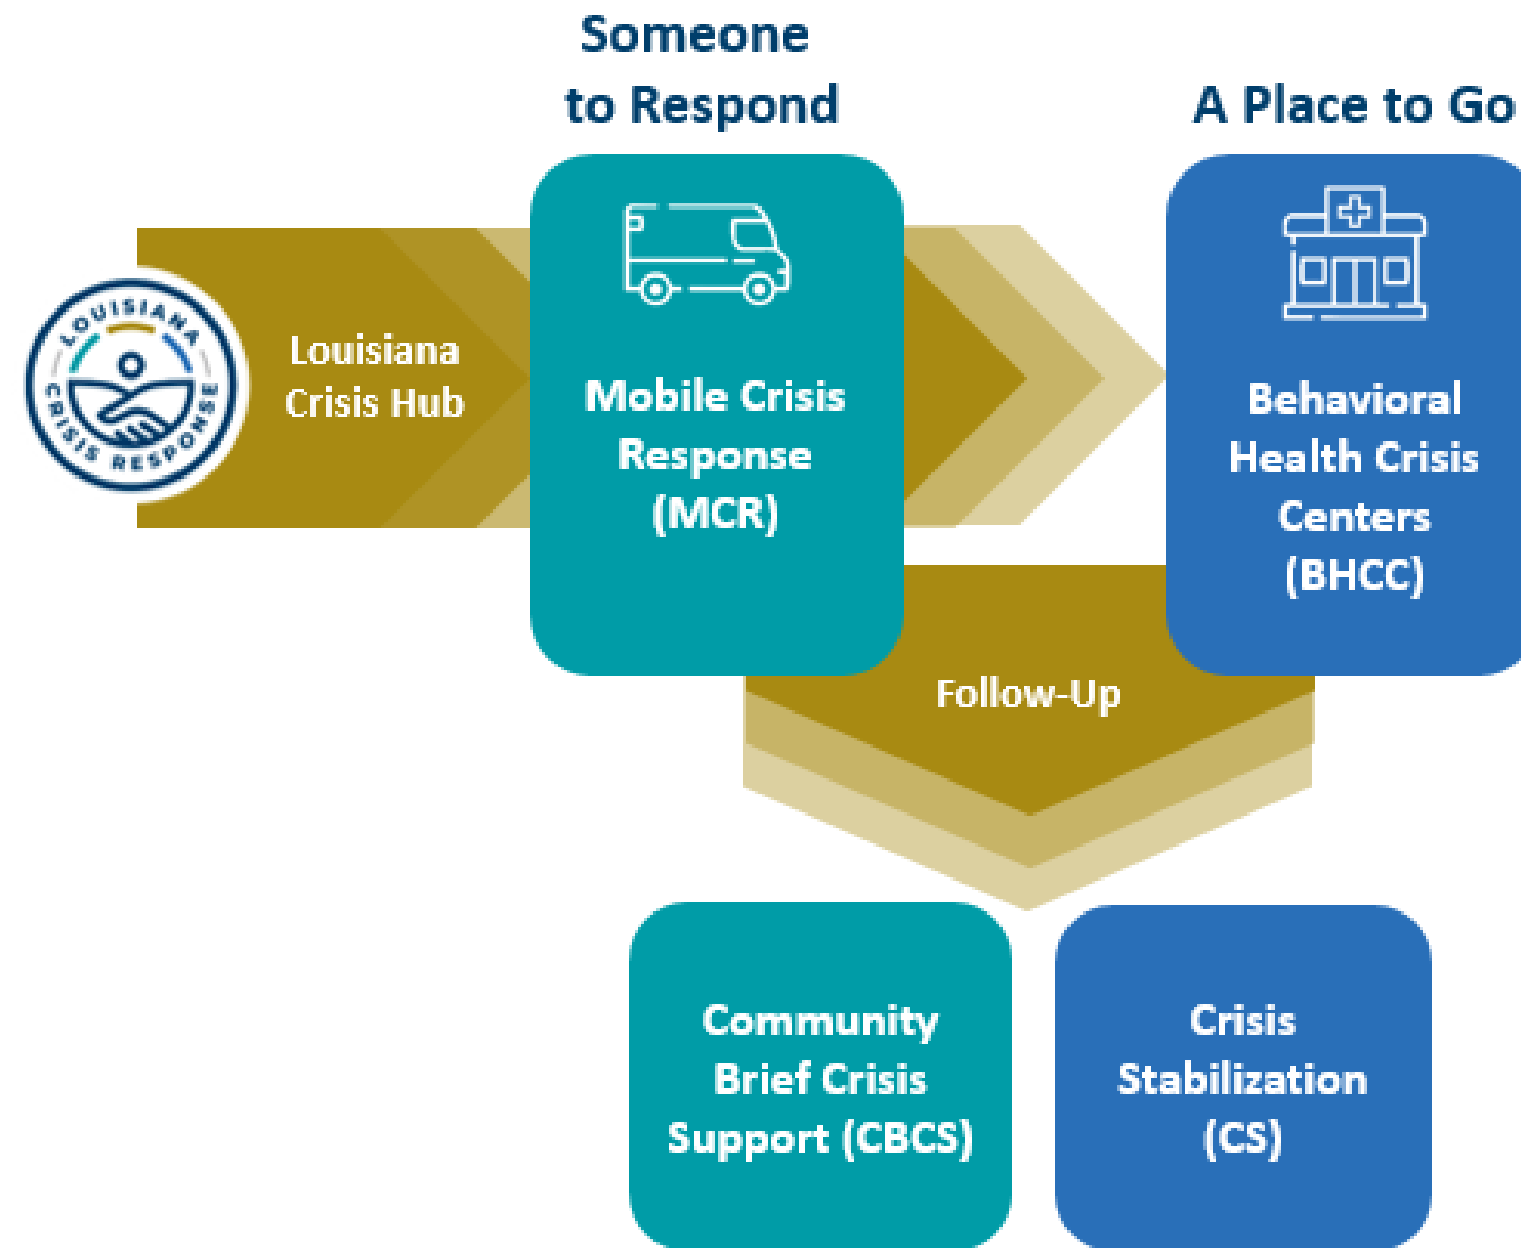 Someone
to Respond
A Place to Go
LOUISIANA
CRISIS RESPONSE
Louisiana
Crisis Hub
Mobile Crisis
Response
(MCR)
Behavioral
Health Crisis
Centers
(BHCC)
Follow-Up
Community
Brief Crisis
Support (CBCS)
Crisis
Stabilization
(CS)